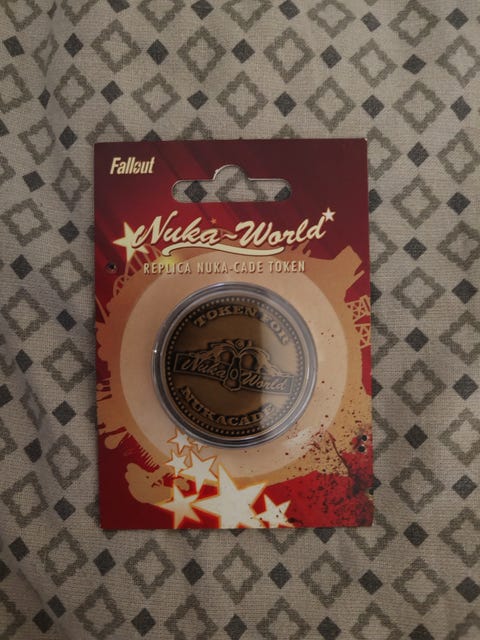 Fallout
Nuka~World
REPLICA NUKA-CADE TOKEN
TOKEN FOR
Nuka World
NUKACADE